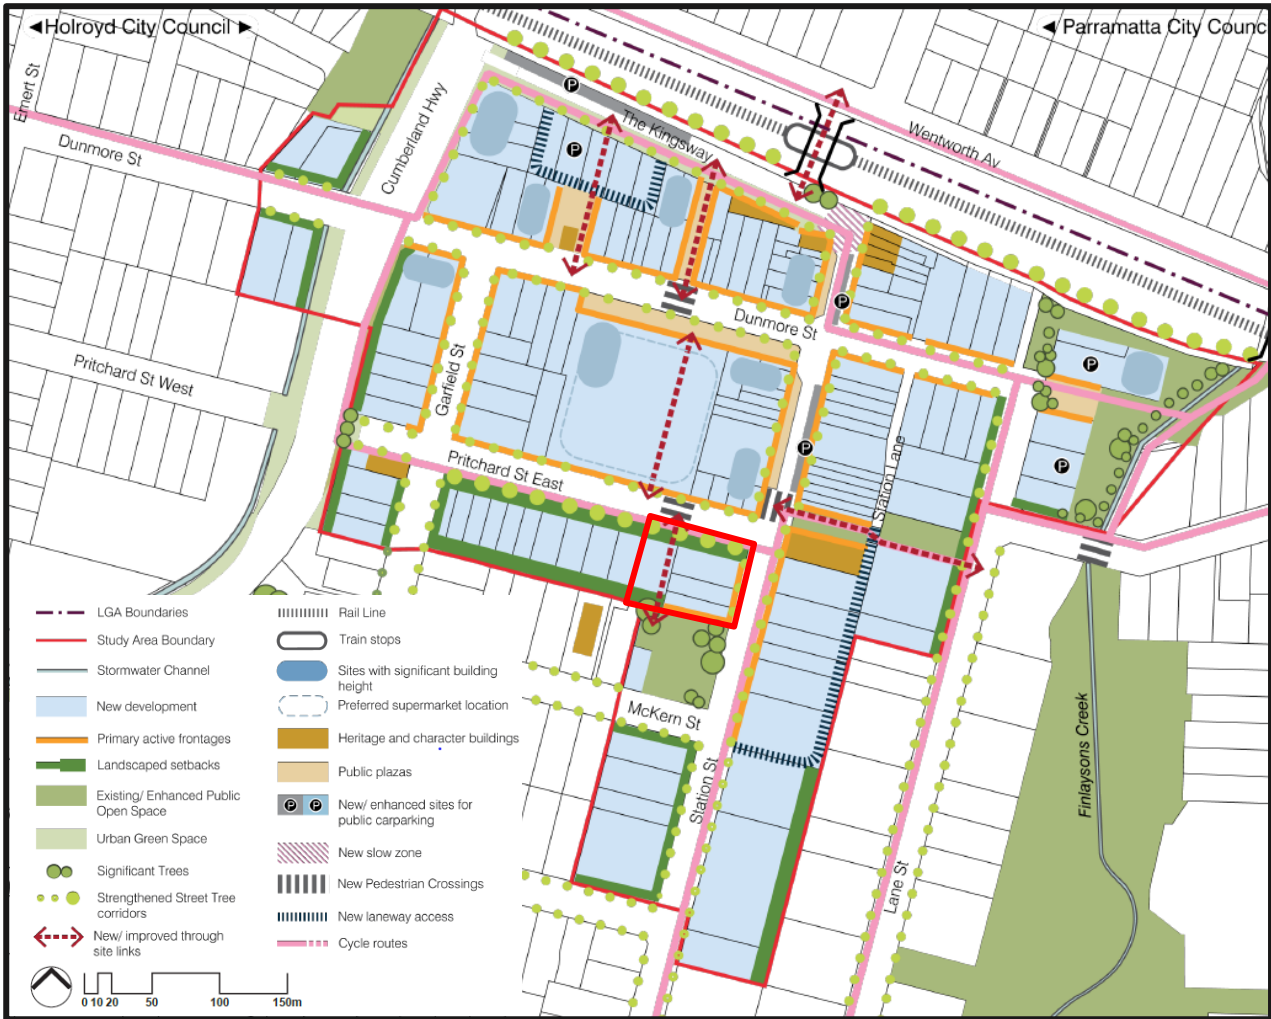 ◀Holroyd City Council ▶
◀ Parramatta City Counc
Emert St
Cumberland Hwy
The Kingsway
Wentworth Av
Dunmore St
Dunmore St
Pritchard St West
Garfield St
Pritchard St East
Station Lane
McKern St
Station St
Lane St
Finlaysons Creek
P
P
P
P
P
P
LGA Boundaries
Study Area Boundary
Stormwater Channel
New development
Primary active frontages
Landscaped setbacks
Existing/ Enhanced Public
Open Space
Urban Green Space
Significant Trees
Strengthened Street Tree
corridors
New/ improved through
site links
Rail Line
Train stops
Sites with significant building
height
Preferred supermarket location
Heritage and character buildings
Public plazas
P P
New/ enhanced sites for
public carparking
New slow zone
New Pedestrian Crossings
New laneway access
Cycle routes
0 10 20 50 100 150m